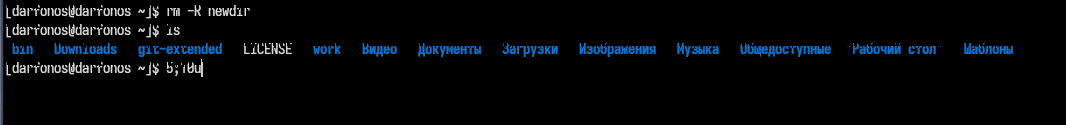 [darfonos@darfonos ~]$ rm -R newdir
[darfonos@darfonos ~]$ ls
bin Downloads git-extended LICENSE work Видео Документы Загрузки Изображения Музыка Общедоступные 'Рабочий стол' Шаблоны
[darfonos@darfonos ~]$ 5;10u